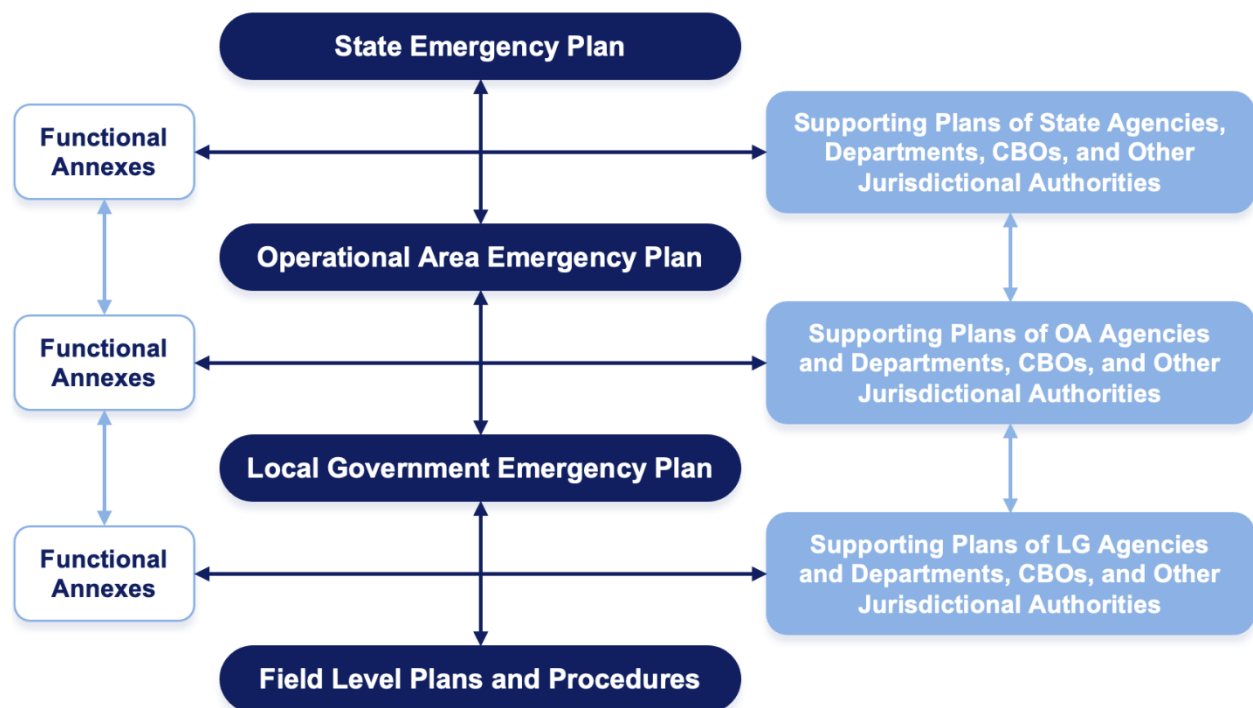 State Emergency Plan
Functional
Annexes
Supporting Plans of State Agencies,
Departments, CBOs, and Other
Jurisdictional Authorities
Operational Area Emergency Plan
Functional
Annexes
Supporting Plans of OA Agencies
and Departments, CBOs, and Other
Jurisdictional Authorities
Local Government Emergency Plan
Functional
Annexes
Supporting Plans of LG Agencies
and Departments, CBOs, and Other
Jurisdictional Authorities
Field Level Plans and Procedures